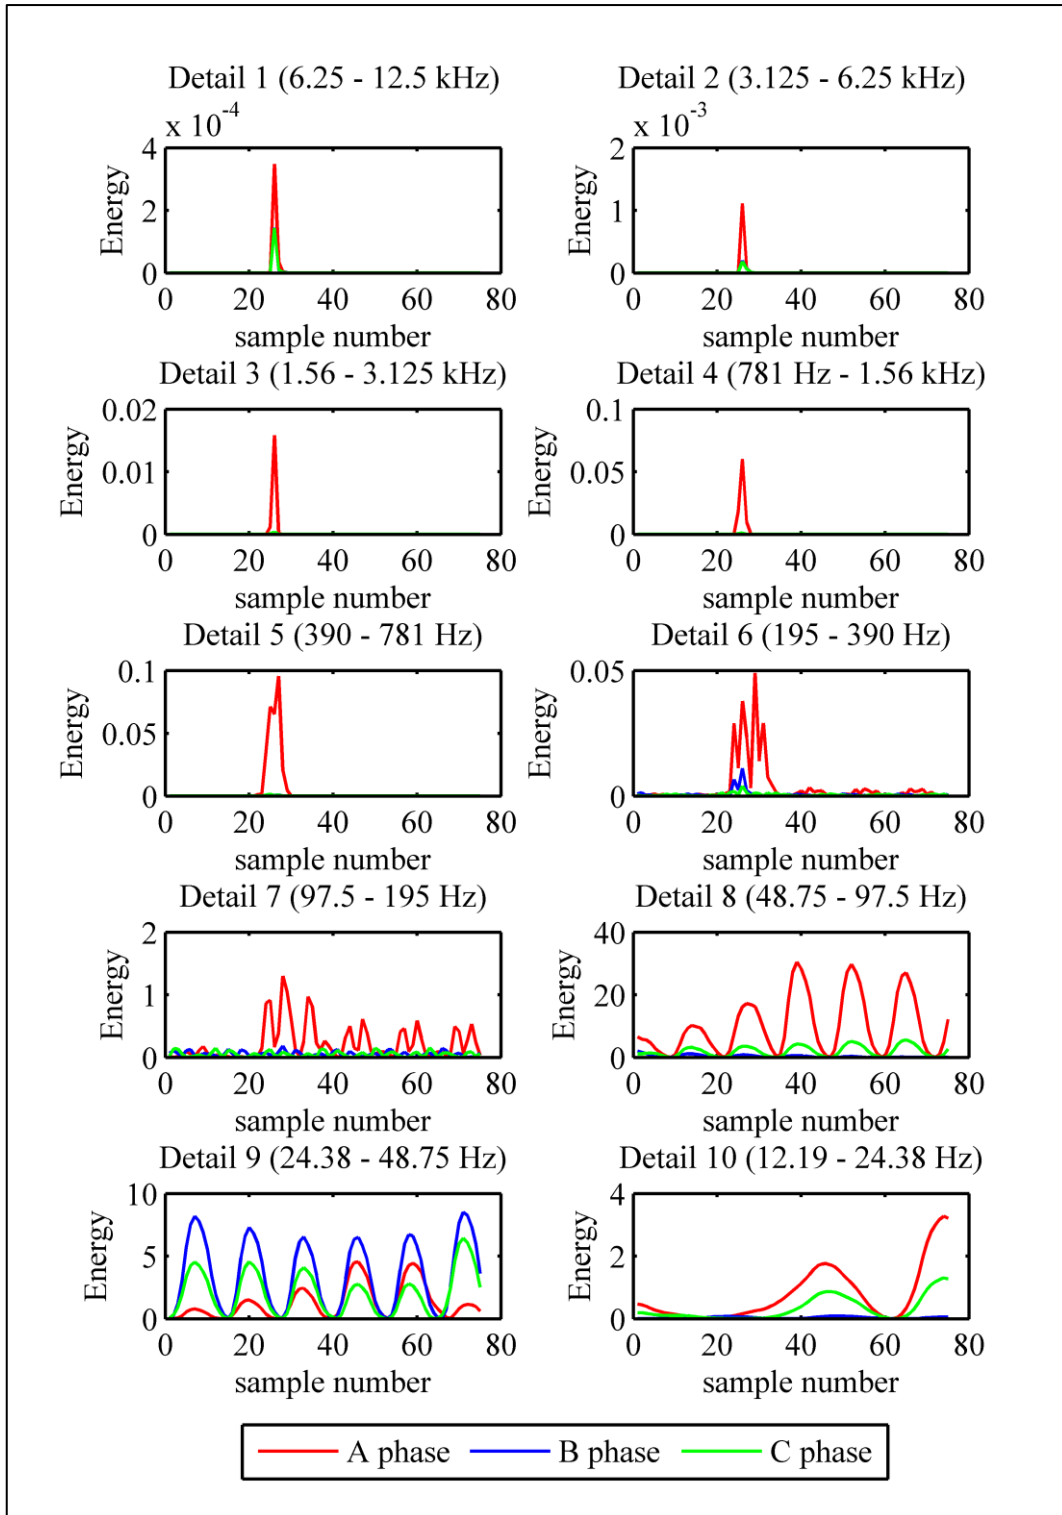 Detail 1 (6.25 - 12.5 kHz)
x 10-4
Energy
4
2
0
0 20 40 60 80
sample number
Detail 2 (3.125 - 6.25 kHz)
x 10-3
Energy
2
1
0
0 20 40 60 80
sample number
Detail 3 (1.56 - 3.125 kHz)
Energy
0.02
0.01
0
0 20 40 60 80
sample number
Detail 4 (781 Hz - 1.56 kHz)
Energy
0.1
0.05
0
0 20 40 60 80
sample number
Detail 5 (390 - 781 Hz)
Energy
0.1
0.05
0
0 20 40 60 80
sample number
Detail 6 (195 - 390 Hz)
Energy
0.05
0
0 20 40 60 80
sample number
Detail 7 (97.5 - 195 Hz)
Energy
2
1
0
0 20 40 60 80
sample number
Detail 8 (48.75 - 97.5 Hz)
Energy
40
20
0
0 20 40 60 80
sample number
Detail 9 (24.38 - 48.75 Hz)
Energy
10
5
0
0 20 40 60 80
sample number
Detail 10 (12.19 - 24.38 Hz)
Energy
4
2
0
0 20 40 60 80
sample number
A phase B phase C phase